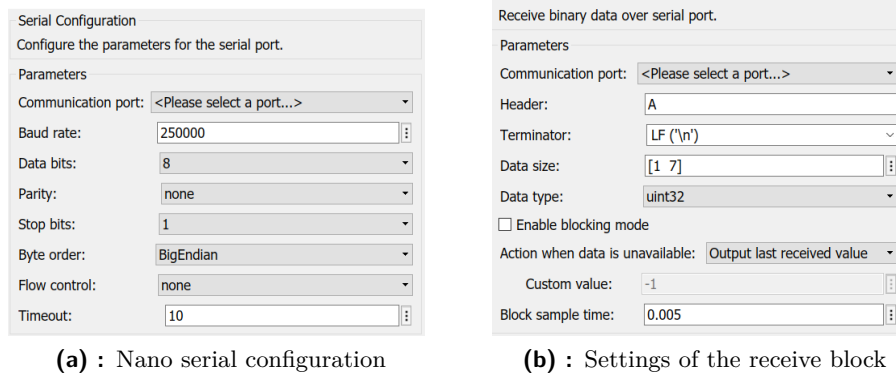 Serial Configuration
Configure the parameters for the serial port.
Parameters
Communication port: <Please select a port...>
Baud rate: 250000
Data bits: 8
Parity: none
Stop bits: 1
Byte order: BigEndian
Flow control: none
Timeout: 10
(a) : Nano serial configuration
Receive binary data over serial port.
Parameters
Communication port: <Please select a port...>
Header: A
Terminator: LF ('\n')
Data size: [1 7]
Data type: uint32
Enable blocking mode
Action when data is unavailable: Output last received value
Custom value: -1
Block sample time: 0.005
(b) : Settings of the receive block